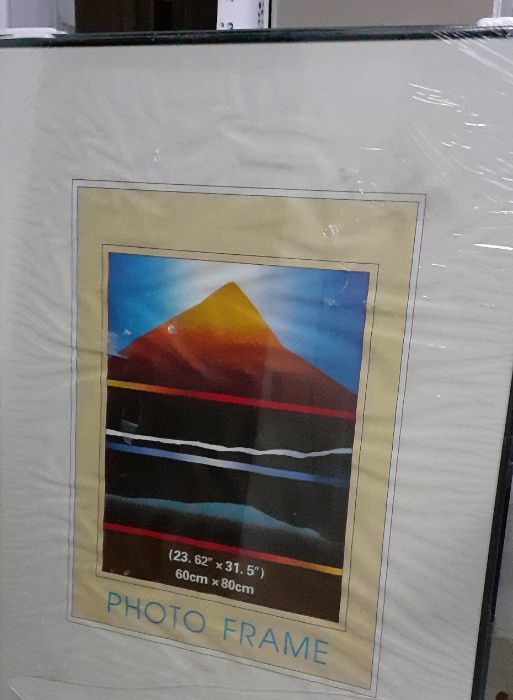 (23. 62" x 31. 5")
60cm x 80cm
PHOTO FRAME